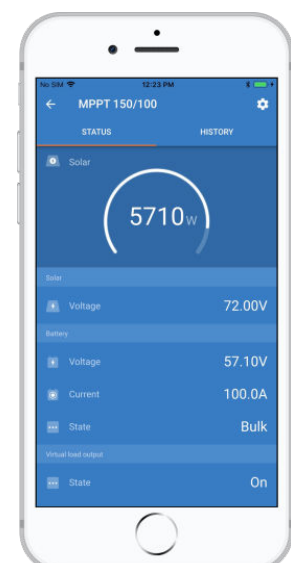 No SIM 12:23 PM
← MPPT 150/100
STATUS HISTORY
Solar
5710W
Solar
Voltage 72.00V
Battery
Voltage 57.10V
Current 100.0A
State Bulk
Virtual load output
State On